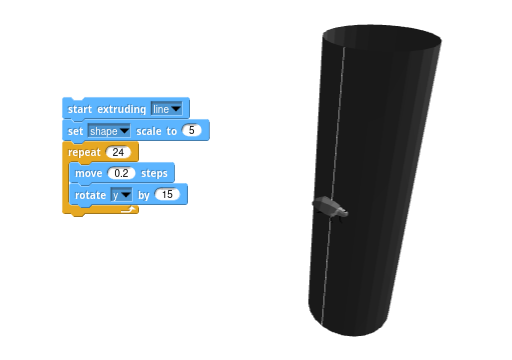 start extruding line
set shape scale to 5
repeat 24
move 0.2 steps
rotate y by 15